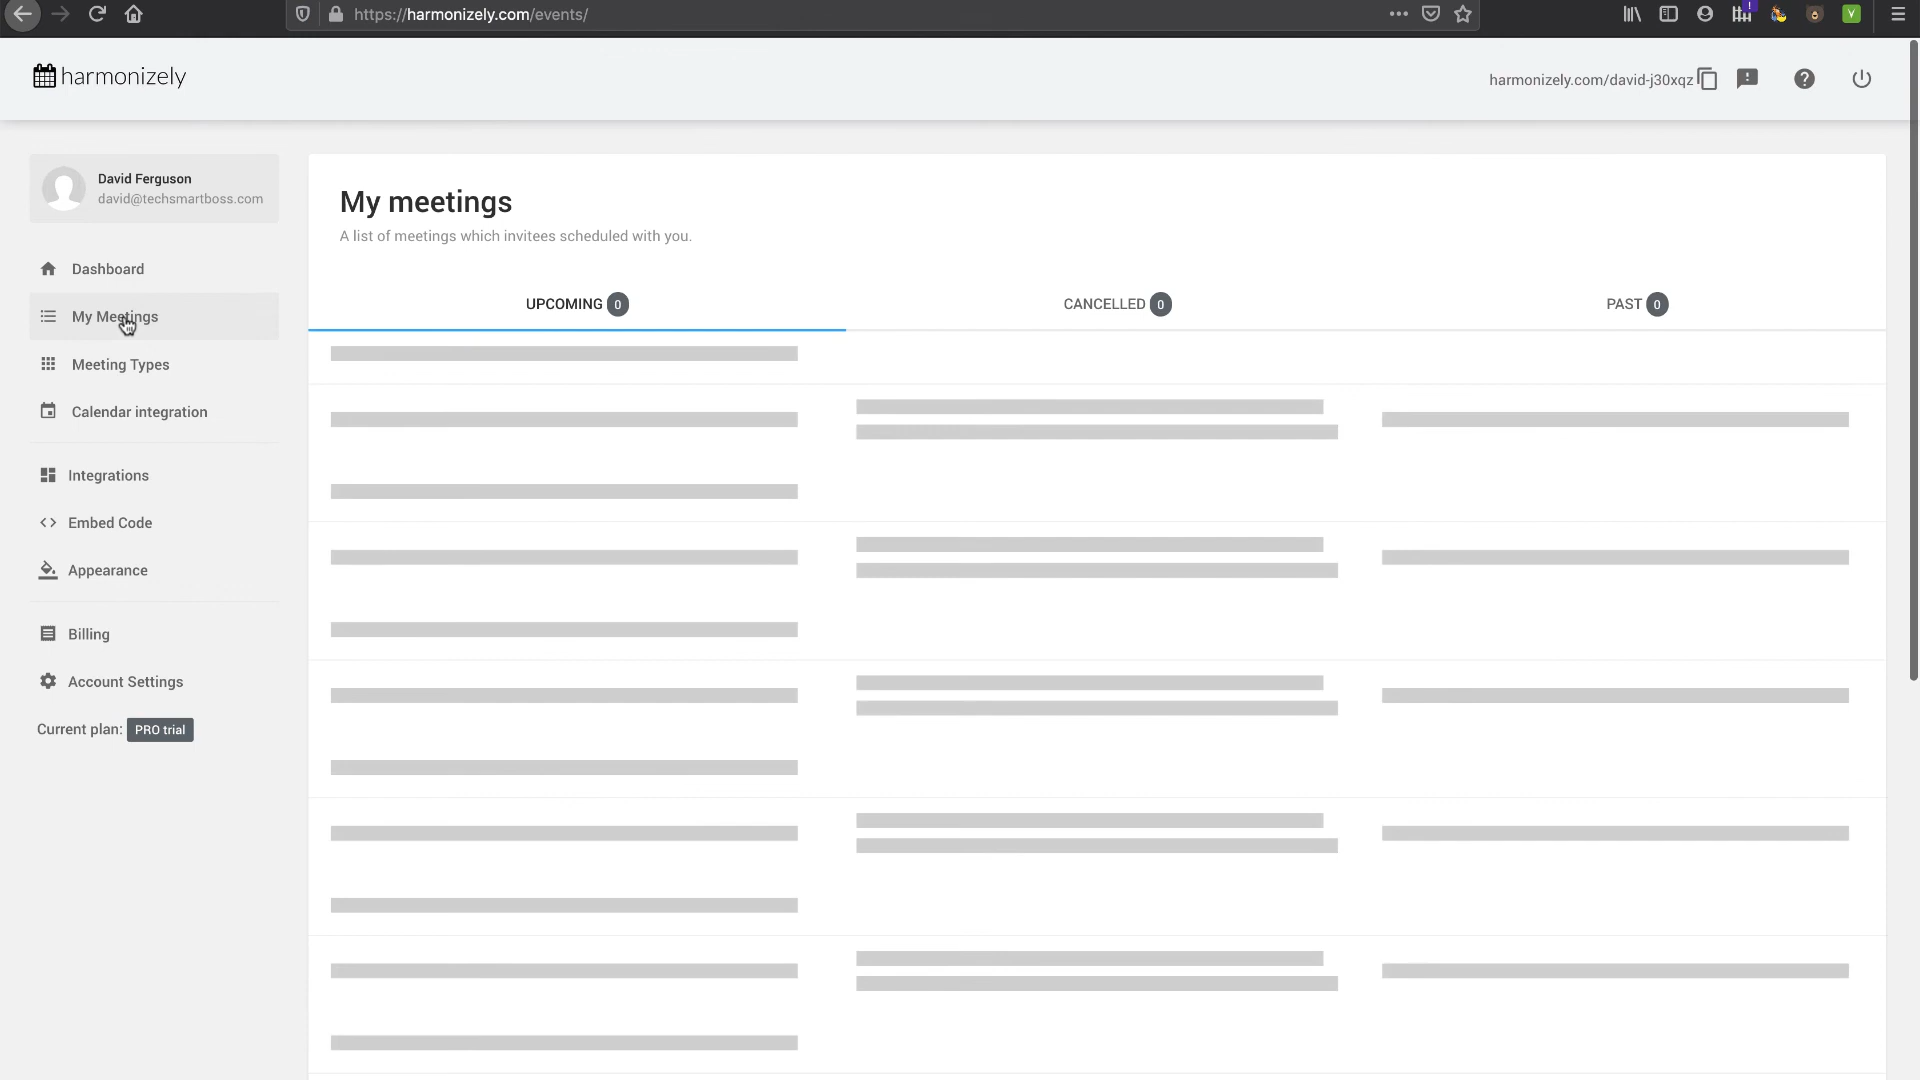 https://harmonizely.com/events/
harmonizely
harmonizely.com/david-j30xqz
David Ferguson
david@techsmartboss.com
Dashboard
My Meetings
Meeting Types
Calendar integration
Integrations
Embed Code
Appearance
Billing
Account Settings
Current plan: PRO trial
My meetings
A list of meetings which invitees scheduled with you.
UPCOMING 0
CANCELLED 0
PAST 0